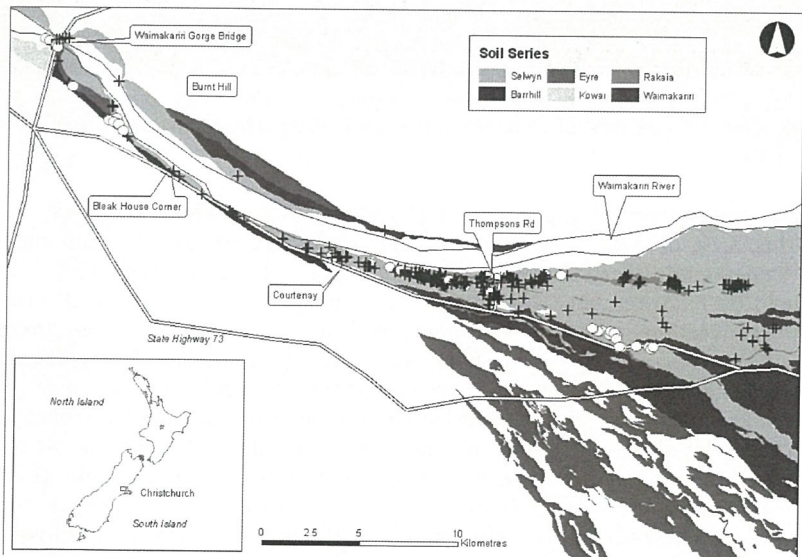 Waimakariri Gorge Bridge
Soil Series
Selwyn Eyre Rakaia
Barrhill Kowai Waimakariri
Burnt Hill
Waimakariri River
Bleak House Corner
Thompsons Rd
Courtenay
State Highway 73
North Island
Christchurch
South Island
0 2.5 5 10
Kilometres